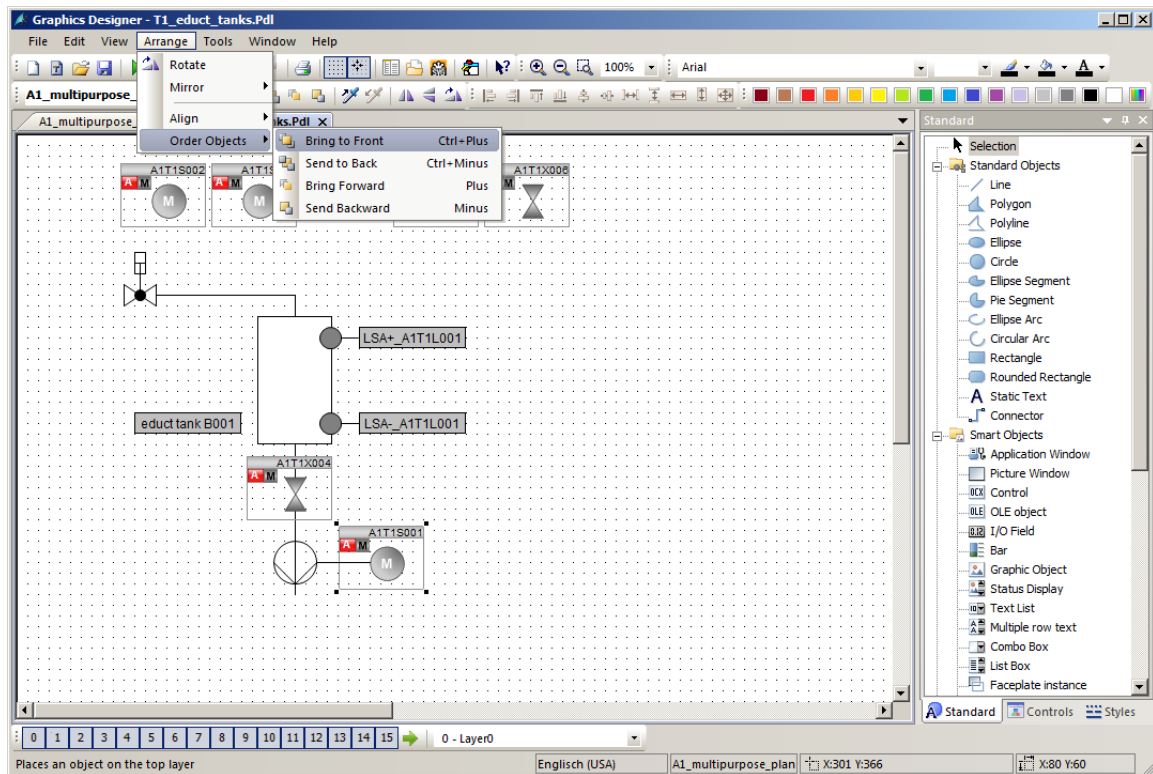 Graphics Designer - T1_educt_tanks.Pdl
File Edit View Arrange Tools Window Help
100% Arial
A
A1_multipurpose_
Rotate
Mirror
Align
Order Objects
A1_multipurpose_ ks.Pdl X
Bring to Front Ctrl+Plus
Send to Back Ctrl+Minus
Bring Forward Plus
Send Backward Minus
A1T1S002 A1T1S A1T1X006
A M A M M
M M
LSA+_A1T1L001
educt tank B001 LSA-_A1T1L001
A1T1X004
A M
A1T1S001
A M
M
Standard
Selection
Standard Objects
Line
Polygon
Polyline
Ellipse
Circle
Ellipse Segment
Pie Segment
Ellipse Arc
Circular Arc
Rectangle
Rounded Rectangle
A Static Text
Connector
Smart Objects
Application Window
Picture Window
OCX Control
OLE OLE object
0.12 I/O Field
Bar
Graphic Object
Status Display
Text List
Multiple row text
Combo Box
List Box
Faceplate instance
A Standard Controls Styles
0 1 2 3 4 5 6 7 8 9 10 11 12 13 14 15 0 - Layer0
Places an object on the top layer Englisch (USA) A1_multipurpose_plan X:301 Y:366 X:80 Y:60